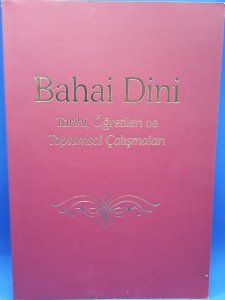 Bahai Dini
Tarihi, Öğretileri ve
Toplumsal Çalışmaları